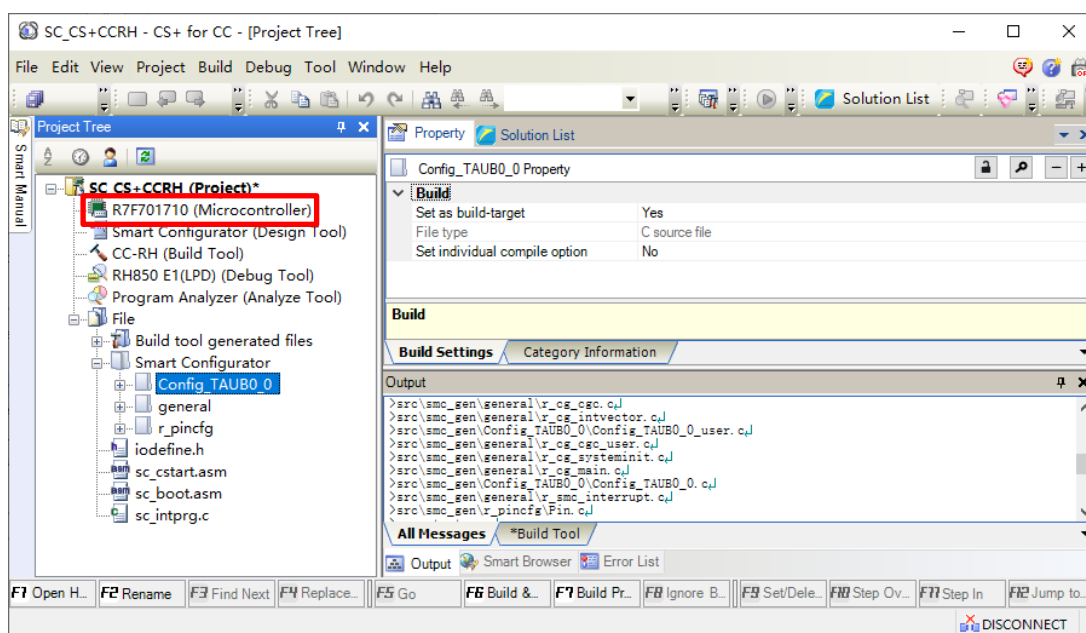 SC_CS+CCRH - CS+ for CC - [Project Tree]
File Edit View Project Build Debug Tool Window Help
Solution List
Smart Manual
Project Tree
SC_CS+CCRH (Project)*
R7F701710 (Microcontroller)
Smart Configurator (Design Tool)
CC-RH (Build Tool)
RH850 E1(LPD) (Debug Tool)
Program Analyzer (Analyze Tool)
File
Build tool generated files
Smart Configurator
Config_TAUB0_0
general
r_pincfg
iodefine.h
sc_cstart.asm
sc_boot.asm
sc_intprg.c
Property Solution List
Config_TAUB0_0 Property
Build
Set as build-target Yes
File type C source file
Set individual compile option No
Build
Build Settings Category Information
Output
>src\smc_gen\general\r_cg_cgc.c↲
>src\smc_gen\general\r_cg_intvector.c↲
>src\smc_gen\Config_TAUB0_0\Config_TAUB0_0_user.c↲
>src\smc_gen\general\r_cg_cgc_user.c↲
>src\smc_gen\general\r_cg_systeminit.c↲
>src\smc_gen\general\r_cg_main.c↲
>src\smc_gen\Config_TAUB0_0\Config_TAUB0_0.c↲
>src\smc_gen\general\r_smc_interrupt.c↲
>src\smc_gen\r_pincfg\Pin.c↲
All Messages *Build Tool
Output Smart Browser Error List
F1 Open H... F2 Rename F3 Find Next F4 Replace... F5 Go F6 Build &... F7 Build Pr... F8 Ignore B... F9 Set/Dele... F10 Step Ov... F11 Step In F12 Jump to...
DISCONNECT